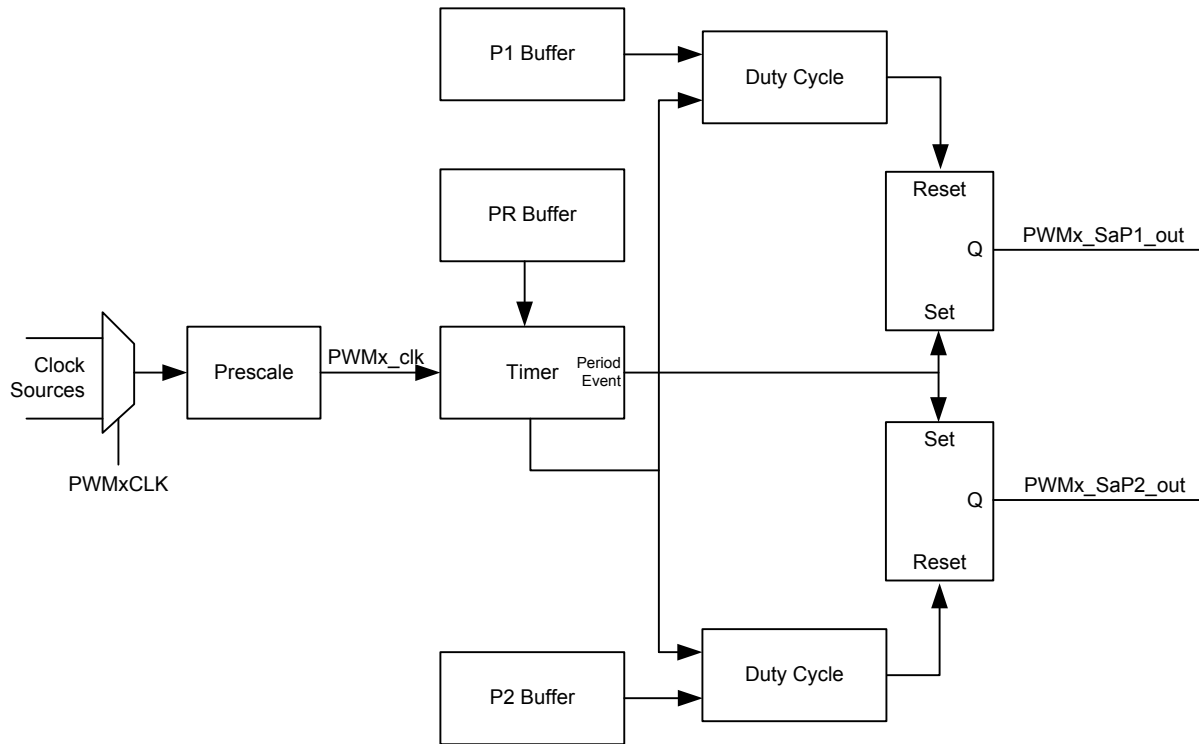 P1 Buffer
Duty Cycle
PR Buffer
Reset
Q
PWMx_SaP1_out
Set
Clock
Sources
Prescale
PWMx_clk
Timer
Period
Event
PWMxCLK
Set
Q
PWMx_SaP2_out
Reset
P2 Buffer
Duty Cycle